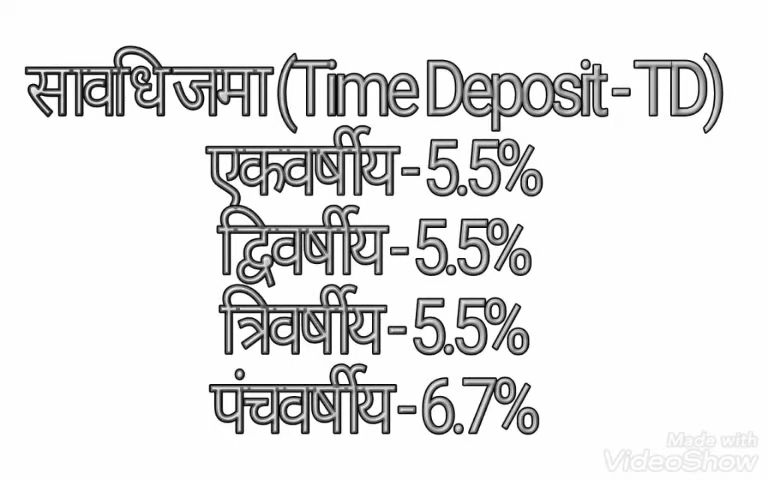 सावधि जमा (Time Deposit - TD)
एकवर्षीय - 5.5%
द्विवर्षीय - 5.5%
त्रिवर्षीय - 5.5%
पंचवर्षीय - 6.7%
Made with
VideoShow